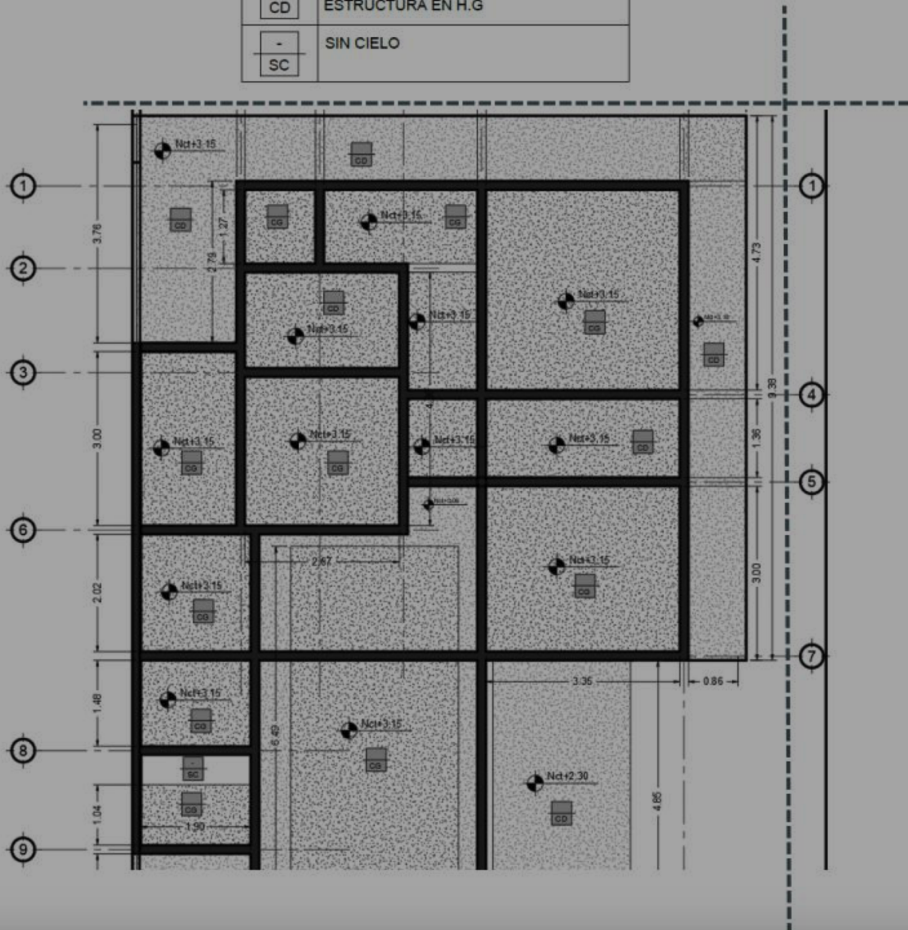 CD
ESTRUCTURA EN H.G
-
SC
SIN CIELO
Nct+3.15
CD
1
1
CD
CG
Nct+3.15
CG
3.76
2.79
1.27
4.73
2
CD
Nct+3.15
Nct+3.15
Nct+3.15
CG
CD
3
9.38
4
Nct+3.15
CG
Nct+3.15
CG
Nct+3.15
Nct+3.15
CD
3.00
1.36
5
6
2.67
Nct+3.15
CG
3.00
Nct+3.15
CG
2.02
7
3.35
0.86
Nct+3.15
CG
1.48
6.49
Nct+3.15
CG
8
-
SC
CG
Nct+2.30
CD
4.85
1.04
1.90
9